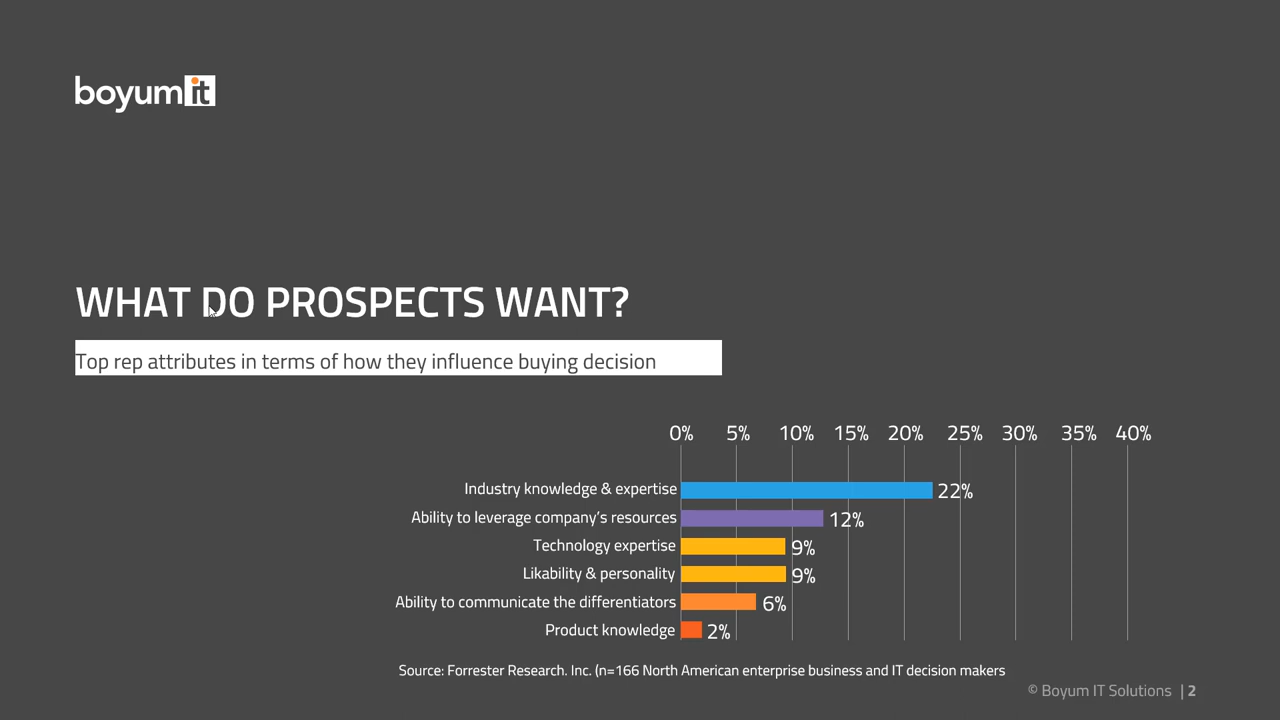 boyumit
WHAT DO PROSPECTS WANT?
Top rep attributes in terms of how they influence buying decision
0% 5% 10% 15% 20% 25% 30% 35% 40%
Industry knowledge & expertise 22%
Ability to leverage company's resources 12%
Technology expertise 9%
Likability & personality 9%
Ability to communicate the differentiators 6%
Product knowledge 2%
Source: Forrester Research. Inc. (n=166 North American enterprise business and IT decision makers
© Boyum IT Solutions | 2